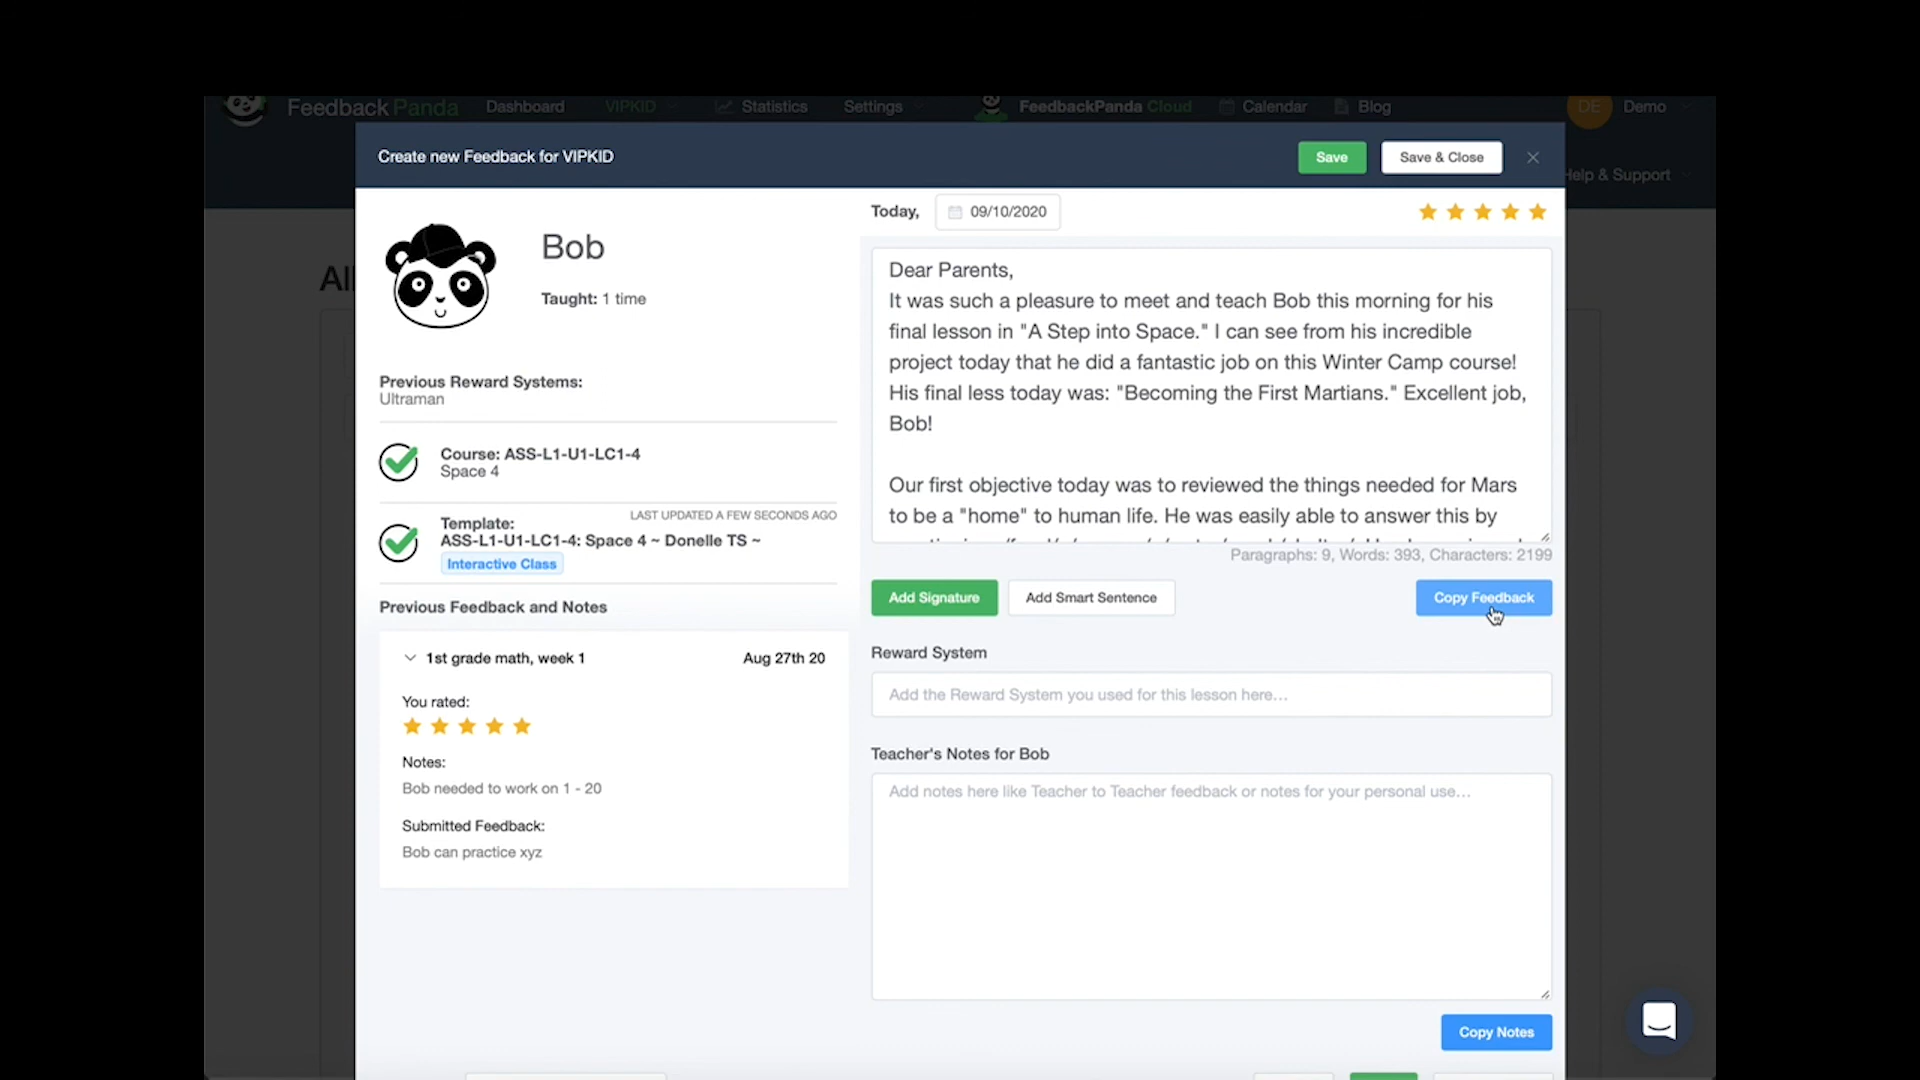 FeedbackPanda Dashboard VIPKID Statistics Settings FeedbackPanda Cloud Calendar Blog DE Demo
Create new Feedback for VIPKID Save Save & Close
Help & Support
All
Bob
Taught: 1 time
Previous Reward Systems:
Ultraman
Course: ASS-L1-U1-LC1-4
Space 4
LAST UPDATED A FEW SECONDS AGO
Template:
ASS-L1-U1-LC1-4: Space 4 ~ Donelle TS ~
Interactive Class
Previous Feedback and Notes
1st grade math, week 1 Aug 27th 20
You rated:
Notes:
Bob needed to work on 1 - 20
Submitted Feedback:
Bob can practice xyz
Today, 09/10/2020
Dear Parents,
It was such a pleasure to meet and teach Bob this morning for his
final lesson in "A Step into Space." I can see from his incredible
project today that he did a fantastic job on this Winter Camp course!
His final less today was: "Becoming the First Martians." Excellent job,
Bob!
Our first objective today was to reviewed the things needed for Mars
to be a "home" to human life. He was easily able to answer this by
Paragraphs: 9, Words: 393, Characters: 2199
Add Signature Add Smart Sentence Copy Feedback
Reward System
Add the Reward System you used for this lesson here...
Teacher's Notes for Bob
Add notes here like Teacher to Teacher feedback or notes for your personal use...
Copy Notes